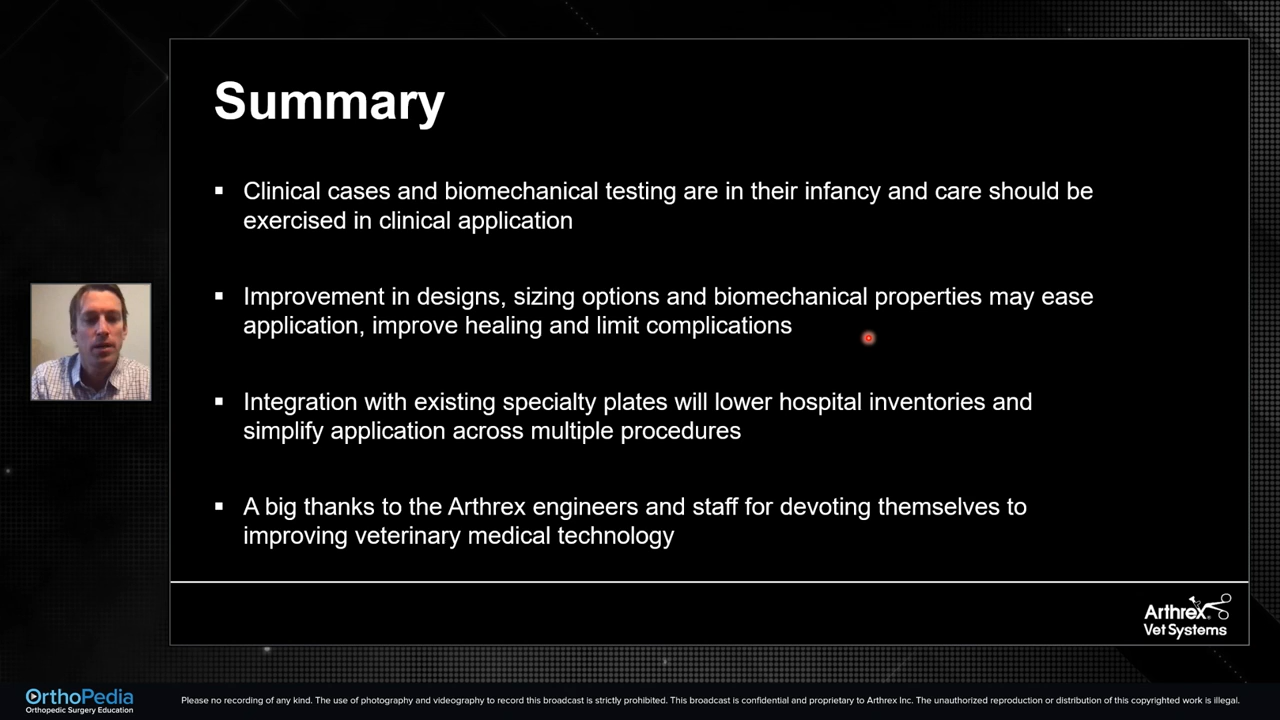 Summary
▪ Clinical cases and biomechanical testing are in their infancy and care should be
exercised in clinical application
▪ Improvement in designs, sizing options and biomechanical properties may ease
application, improve healing and limit complications
▪ Integration with existing specialty plates will lower hospital inventories and
simplify application across multiple procedures
▪ A big thanks to the Arthrex engineers and staff for devoting themselves to
improving veterinary medical technology
Arthrex
Vet Systems
OrthoPedia
Orthopedic Surgery Education
Please no recording of any kind. The use of photography and videography to record this broadcast is strictly prohibited. This broadcast is confidential and proprietary to Arthrex Inc. The unauthorized reproduction or distribution of this copyrighted work is illegal.